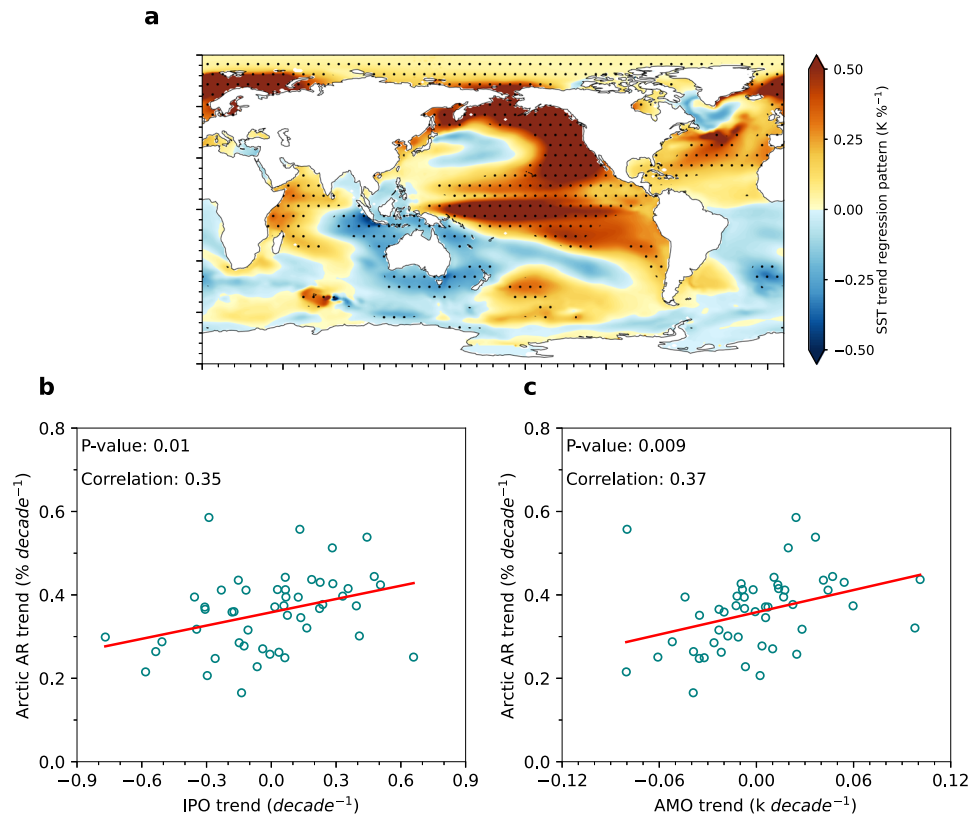 a
0.50
0.25
0.00
−0.25
−0.50
SST trend regression pattern (K %⁻¹)
b
P-value: 0.01
Correlation: 0.35
0.8
0.6
0.4
0.2
0.0
Arctic AR trend (% decade⁻¹)
−0.9 −0.6 −0.3 0.0 0.3 0.6 0.9
IPO trend (decade⁻¹)
c
P-value: 0.009
Correlation: 0.37
0.8
0.6
0.4
0.2
0.0
Arctic AR trend (% decade⁻¹)
−0.12 −0.06 0.00 0.06 0.12
AMO trend (k decade⁻¹)